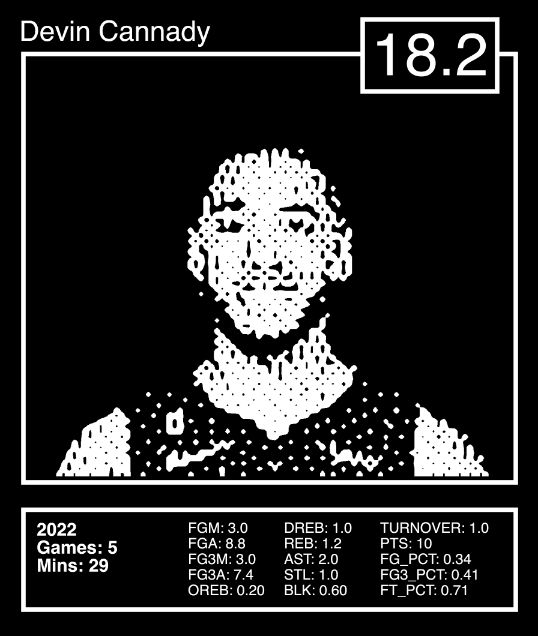 Devin Cannady
18.2
2022
Games: 5
Mins: 29
FGM: 3.0
FGA: 8.8
FG3M: 3.0
FG3A: 7.4
OREB: 0.20
DREB: 1.0
REB: 1.2
AST: 2.0
STL: 1.0
BLK: 0.60
TURNOVER: 1.0
PTS: 10
FG_PCT: 0.34
FG3_PCT: 0.41
FT_PCT: 0.71